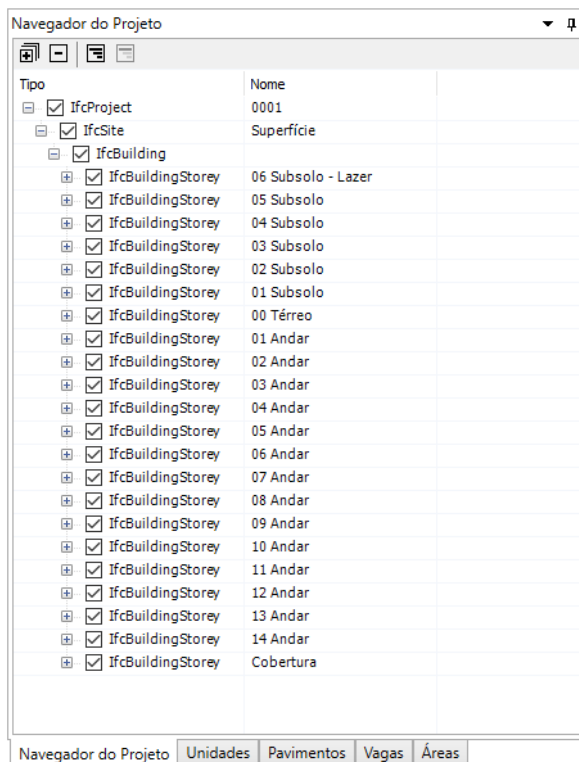 Navegador do Projeto
Tipo Nome
IfcProject 0001
IfcSite Superfície
IfcBuilding
IfcBuildingStorey 06 Subsolo - Lazer
IfcBuildingStorey 05 Subsolo
IfcBuildingStorey 04 Subsolo
IfcBuildingStorey 03 Subsolo
IfcBuildingStorey 02 Subsolo
IfcBuildingStorey 01 Subsolo
IfcBuildingStorey 00 Térreo
IfcBuildingStorey 01 Andar
IfcBuildingStorey 02 Andar
IfcBuildingStorey 03 Andar
IfcBuildingStorey 04 Andar
IfcBuildingStorey 05 Andar
IfcBuildingStorey 06 Andar
IfcBuildingStorey 07 Andar
IfcBuildingStorey 08 Andar
IfcBuildingStorey 09 Andar
IfcBuildingStorey 10 Andar
IfcBuildingStorey 11 Andar
IfcBuildingStorey 12 Andar
IfcBuildingStorey 13 Andar
IfcBuildingStorey 14 Andar
IfcBuildingStorey Cobertura
Navegador do Projeto Unidades Pavimentos Vagas Áreas